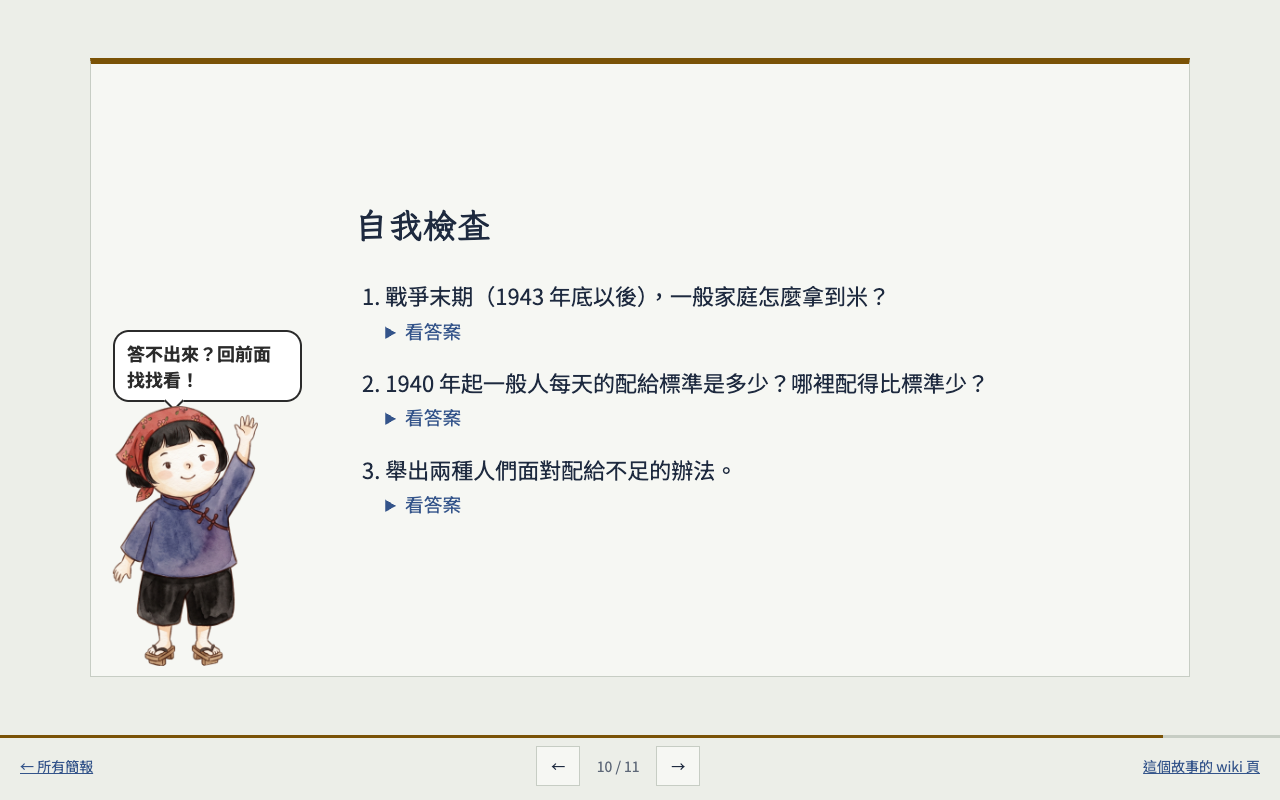 自我檢查
1. 戰爭末期（1943 年底以後），一般家庭怎麼拿到米？
▶ 看答案
2. 1940 年起一般人每天的配給標準是多少？哪裡配得比標準少？
▶ 看答案
3. 舉出兩種人們面對配給不足的辦法。
▶ 看答案
答不出來？回前面
找找看！
← 所有簡報
←
10 / 11
→
這個故事的 wiki 頁